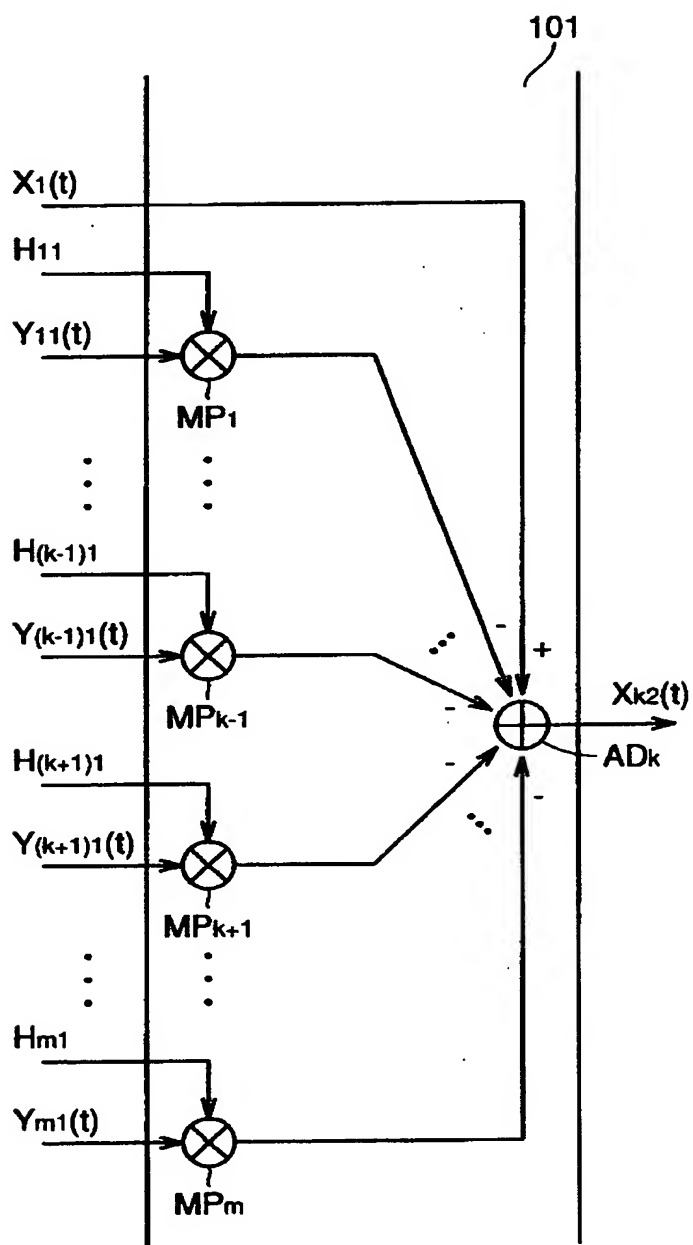 101
X1(t)
H11
Y11(t)
MP1
H(k-1)1
Y(k-1)1(t)
MPk-1
- +
-
Xk2(t)
ADk
H(k+1)1
-
-
Y(k+1)1(t)
MPk+1
Hm1
Ym1(t)
MPm